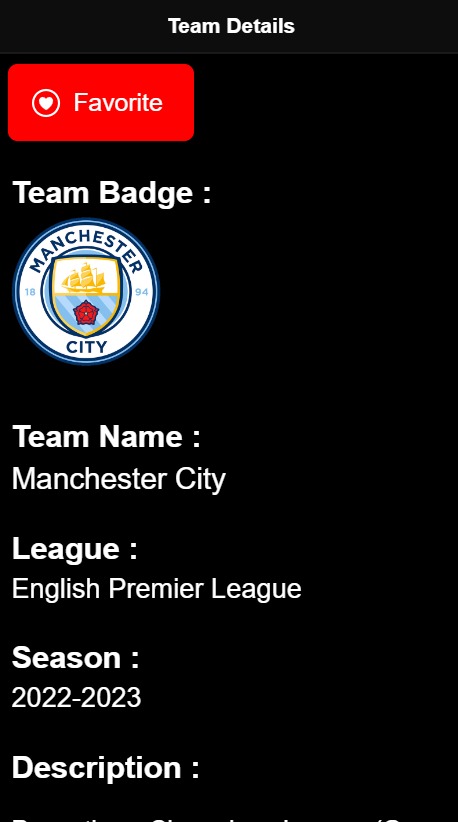 Team Details
Favorite
Team Badge :
MANCHESTER
18 94
CITY
Team Name :
Manchester City
League :
English Premier League
Season :
2022-2023
Description :